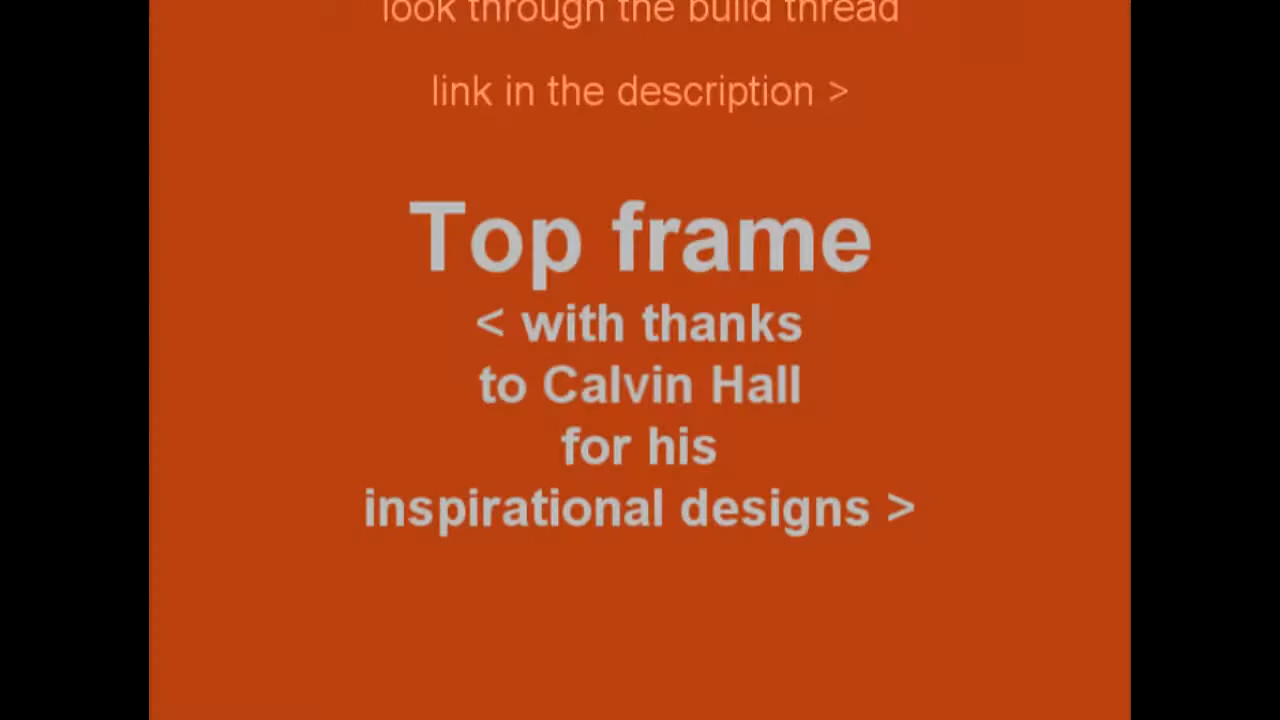 look through the build thread
link in the description >
Top frame
< with thanks
to Calvin Hall
for his
inspirational designs >